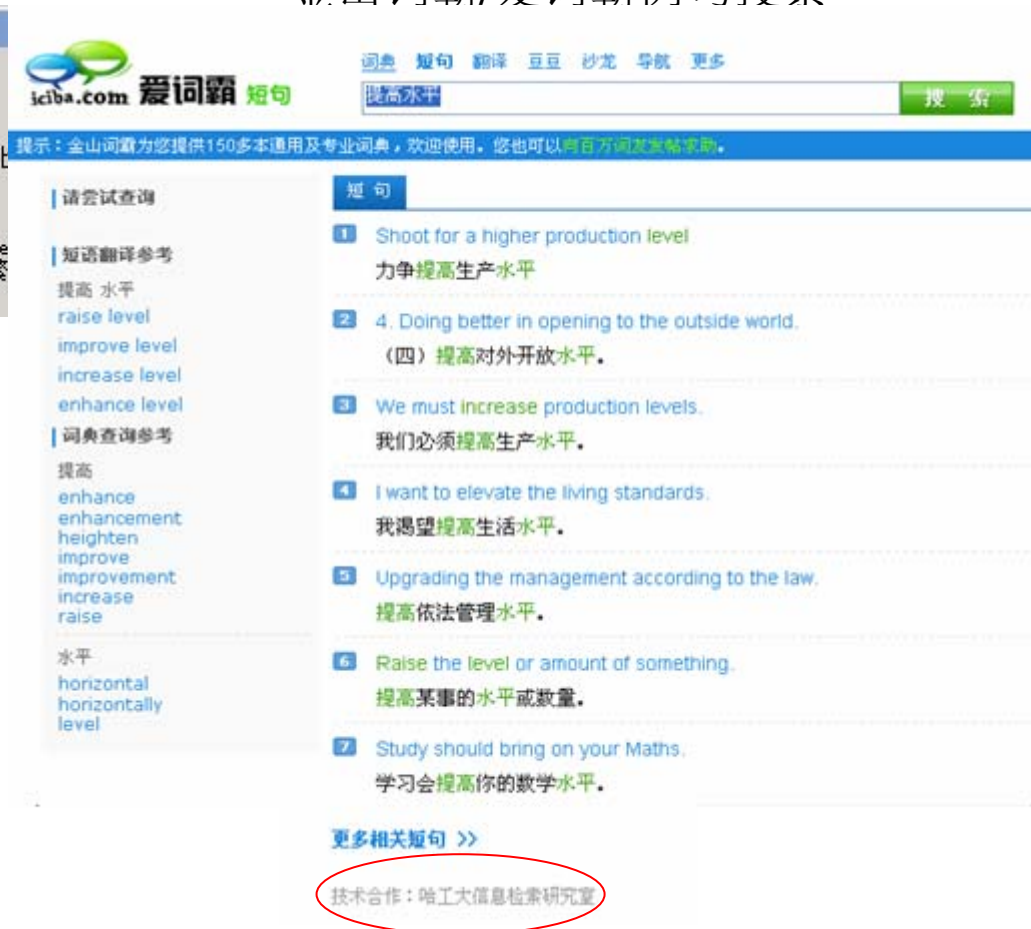 词典 短句 翻译 豆豆 沙龙 导航 更多
iciba.com 爱词霸 短句
提高水平
搜 索
提示：金山词霸为您提供150多本通用及专业词典，欢迎使用。您也可以向百万词友发帖求助。
请尝试查询
短语翻译参考
提高 水平
raise level
improve level
increase level
enhance level
词典查询参考
提高
enhance
enhancement
heighten
improve
improvement
increase
raise
水平
horizontal
horizontally
level
短 句
1 Shoot for a higher production level
力争提高生产水平
2 4. Doing better in opening to the outside world.
（四）提高对外开放水平。
3 We must increase production levels.
我们必须提高生产水平。
4 I want to elevate the living standards.
我渴望提高生活水平。
5 Upgrading the management according to the law.
提高依法管理水平。
6 Raise the level or amount of something.
提高某事的水平或数量。
7 Study should bring on your Maths.
学习会提高你的数学水平。
更多相关短句 >>
技术合作：哈工大信息检索研究室